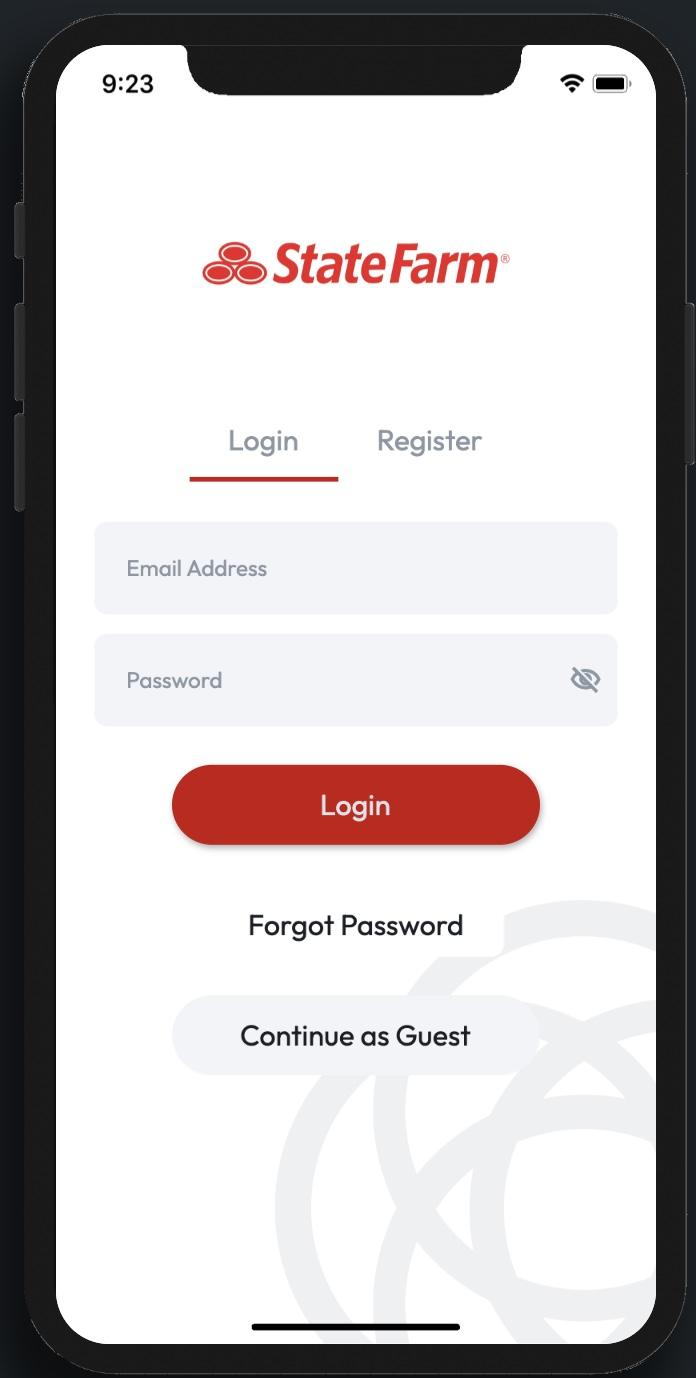 9:23
State Farm®
Login Register
Email Address
Password
Login
Forgot Password
Continue as Guest